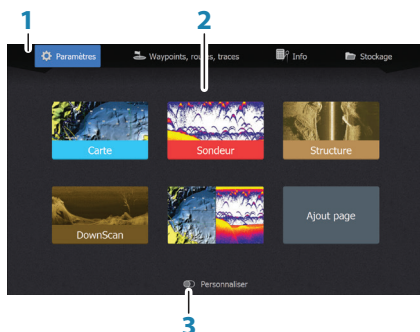 1 2
Paramètres Waypoints, routes, traces Info Stockage
Carte Sondeur Structure
DownScan Ajout page
Personnaliser
3